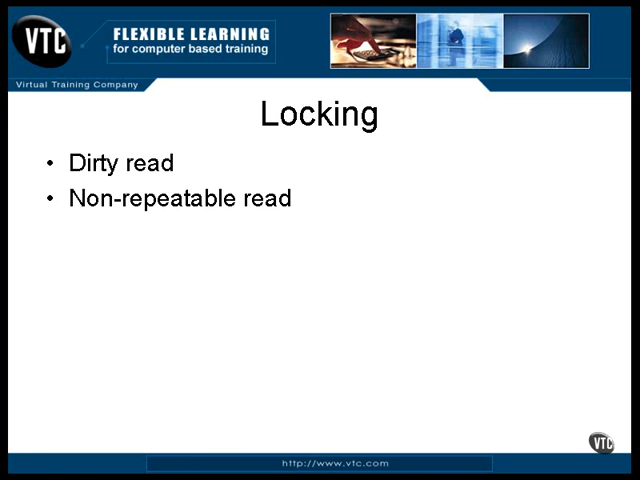 VTC
FLEXIBLE LEARNING
for computer based training
Virtual Training Company
Locking
• Dirty read
• Non-repeatable read
VTC
http://www.vtc.com